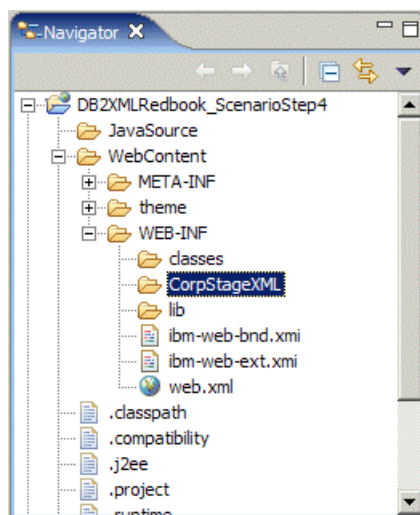 Navigator
DB2XMLRedbook_ScenarioStep4
JavaSource
WebContent
META-INF
theme
WEB-INF
classes
CorpStageXML
lib
ibm-web-bnd.xmi
ibm-web-ext.xmi
web.xml
.classpath
.compatibility
.j2ee
.project
.runtime